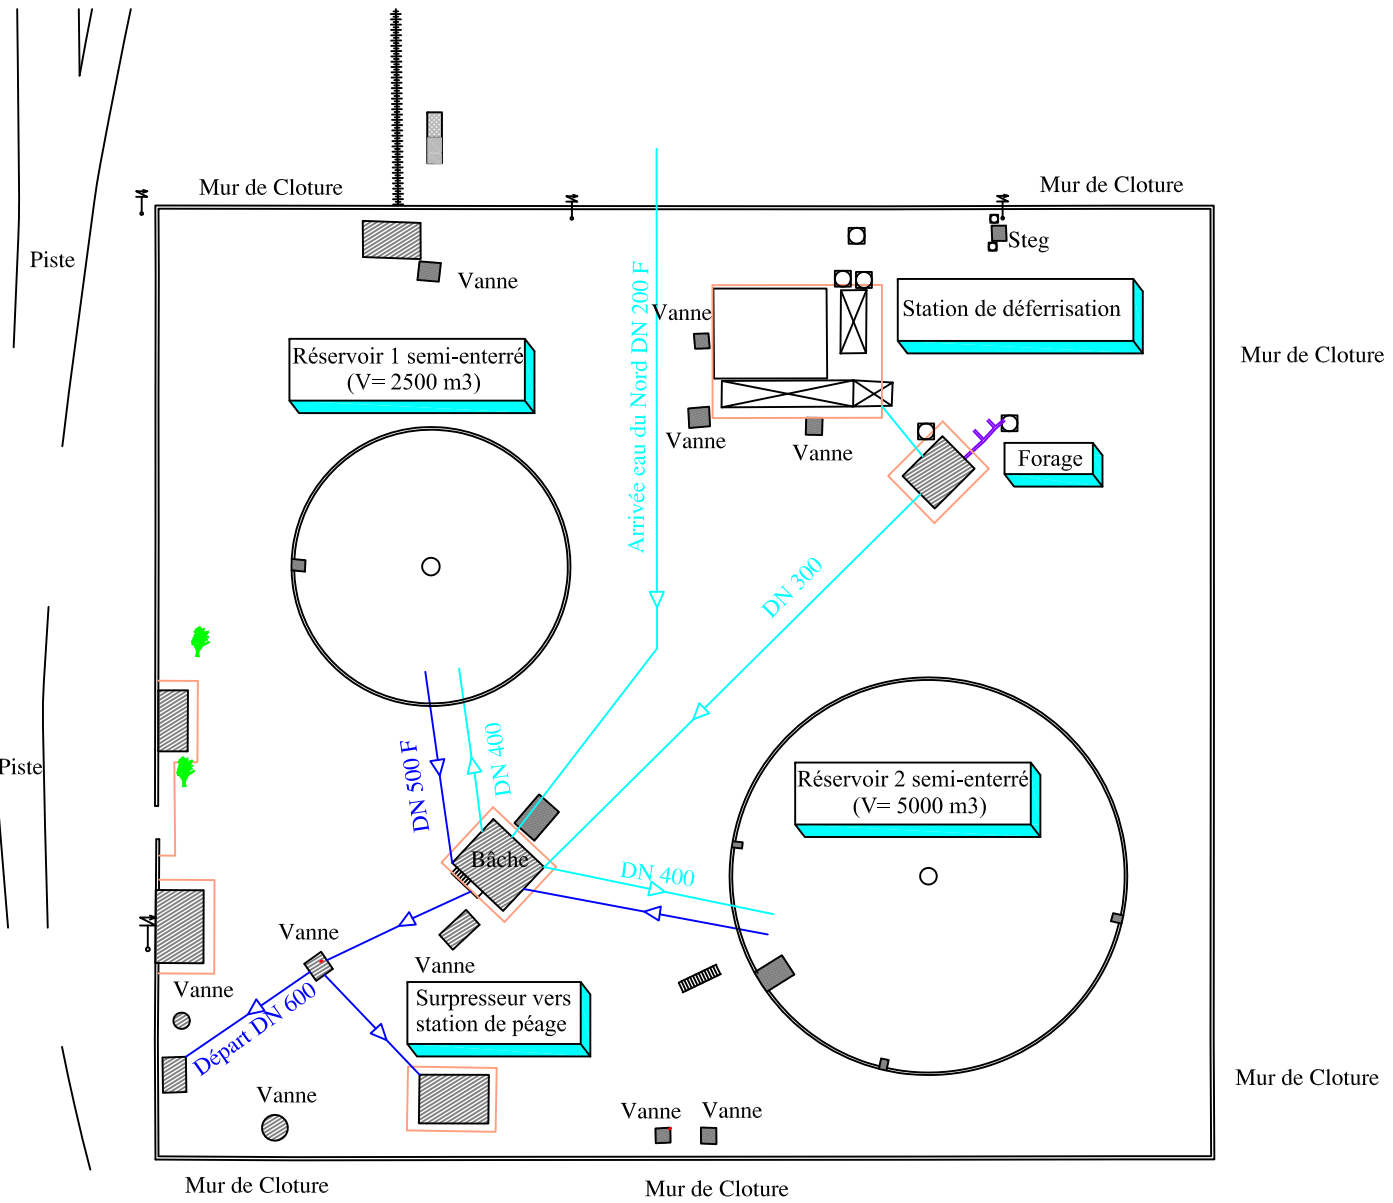 Mur de Cloture
Mur de Cloture
Piste
Steg
Vanne
Station de déferrisation
Vanne
Arrivée eau du Nord DN 200 F
Réservoir 1 semi-enterré
(V= 2500 m3)
Mur de Cloture
Vanne
Vanne
Forage
DN 300
Piste
DN 500 F
DN 400
Réservoir 2 semi-enterré
(V= 5000 m3)
Bâche
DN 400
Vanne
Vanne
Vanne
Surpresseur vers
station de péage
Départ DN 600
Mur de Cloture
Vanne
Vanne
Vanne
Mur de Cloture
Mur de Cloture